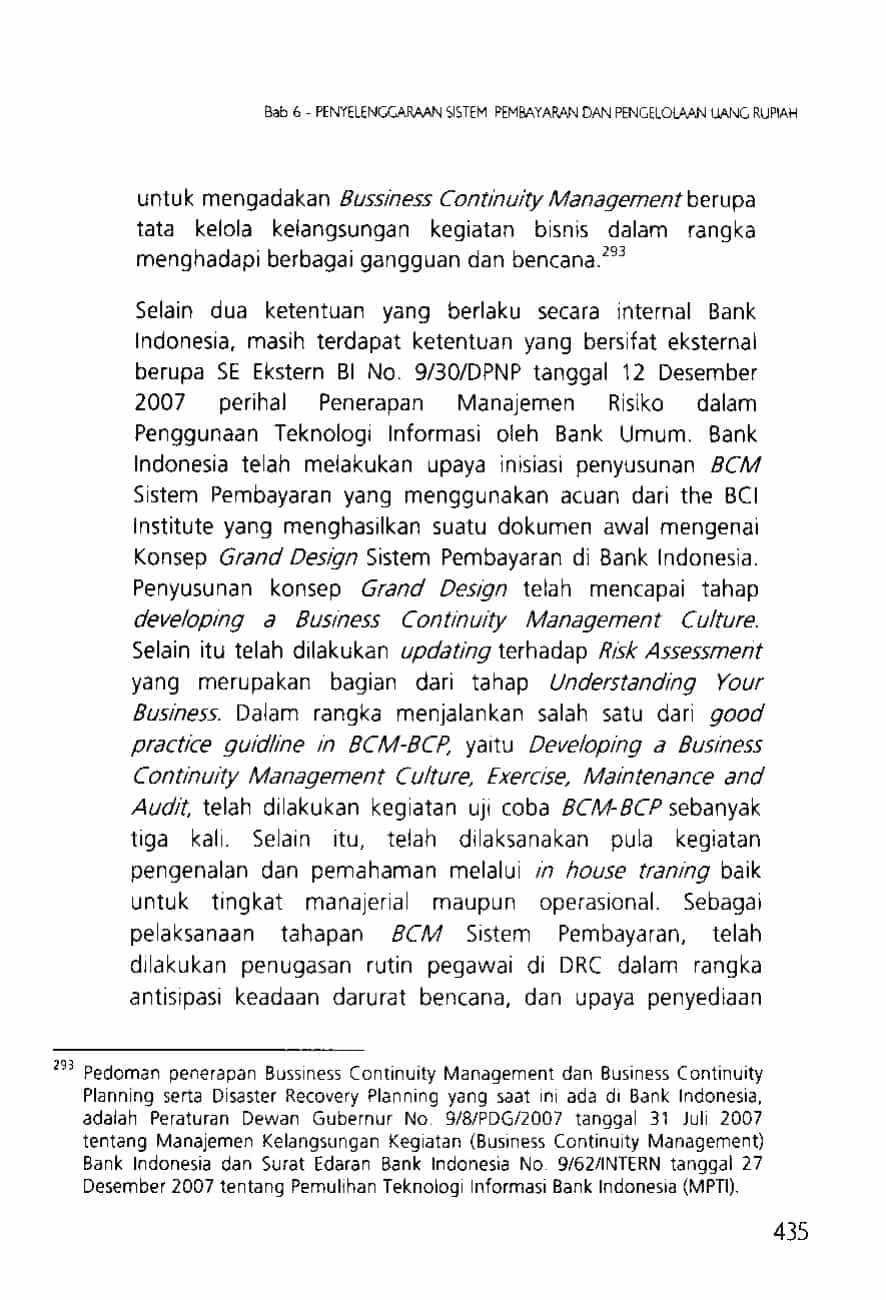 Bab 6 - PENYELENGGARAAN SISTEM PEMBAYARAN DAN PENGELOLAAN UANG RUPIAH
untuk mengadakan Bussiness Continuity Management berupa
tata kelola kelangsungan kegiatan bisnis dalam rangka
menghadapi berbagai gangguan dan bencana.293
Selain dua ketentuan yang berlaku secara internal Bank
Indonesia, masih terdapat ketentuan yang bersifat eksternal
berupa SE Ekstern BI No. 9/30/DPNP tanggal 12 Desember
2007 perihal Penerapan Manajemen Risiko dalam
Penggunaan Teknologi Informasi oleh Bank Umum. Bank
Indonesia telah melakukan upaya inisiasi penyusunan BCM
Sistem Pembayaran yang menggunakan acuan dari the BCI
Institute yang menghasilkan suatu dokumen awal mengenai
Konsep Grand Design Sistem Pembayaran di Bank Indonesia.
Penyusunan konsep Grand Design telah mencapai tahap
developing a Business Continuity Management Culture.
Selain itu telah dilakukan updating terhadap Risk Assessment
yang merupakan bagian dari tahap Understanding Your
Business. Dalam rangka menjalankan salah satu dari good
practice guidline in BCM-BCP, yaitu Developing a Business
Continuity Management Culture, Exercise, Maintenance and
Audit, telah dilakukan kegiatan uji coba BCM-BCP sebanyak
tiga kali. Selain itu, telah dilaksanakan pula kegiatan
pengenalan dan pemahaman melalui in house traning baik
untuk tingkat manajerial maupun operasional. Sebagai
pelaksanaan tahapan BCM Sistem Pembayaran, telah
dilakukan penugasan rutin pegawai di DRC dalam rangka
antisipasi keadaan darurat bencana, dan upaya penyediaan
293 Pedoman penerapan Bussiness Continuity Management dan Business Continuity
Planning serta Disaster Recovery Planning yang saat ini ada di Bank Indonesia,
adalah Peraturan Dewan Gubernur No. 9/8/PDG/2007 tanggal 31 Juli 2007
tentang Manajemen Kelangsungan Kegiatan (Business Continuity Management)
Bank Indonesia dan Surat Edaran Bank Indonesia No. 9/62/INTERN tanggal 27
Desember 2007 tentang Pemulihan Teknologi Informasi Bank Indonesia (MPTI).
435